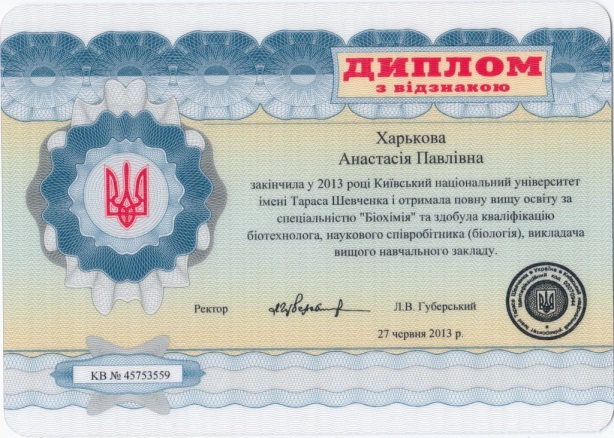 ДИПЛОМ
з відзнакою
Харькова
Анастасія Павлівна
закінчила у 2013 році Київський національний університет
імені Тараса Шевченка і отримала повну вищу освіту за
спеціальністю "Біохімія" та здобула кваліфікацію
біотехнолога, наукового співробітника (біологія), викладача
вищого навчального закладу.
Ректор
Л.В. Губерський
27 червня 2013 р.
КВ № 45753559